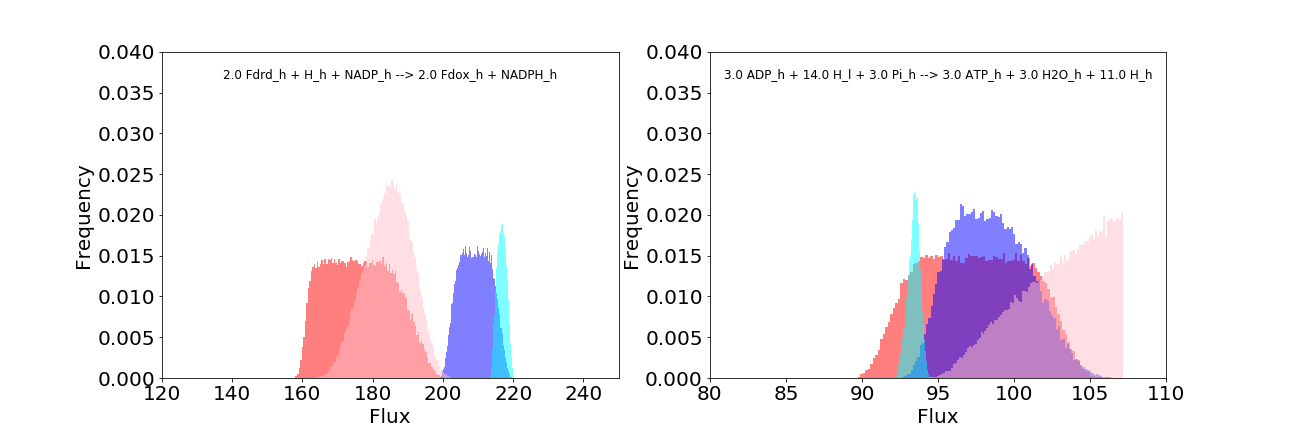 0.040
0.035
0.030
0.025
0.020
0.015
0.010
0.005
0.000
Frequency
2.0 Fdrd_h + H_h + NADP_h --> 2.0 Fdox_h + NADPH_h
120 140 160 180 200 220 240
Flux
0.040
0.035
0.030
0.025
0.020
0.015
0.010
0.005
0.000
Frequency
3.0 ADP_h + 14.0 H_l + 3.0 Pi_h --> 3.0 ATP_h + 3.0 H2O_h + 11.0 H_h
80 85 90 95 100 105 110
Flux